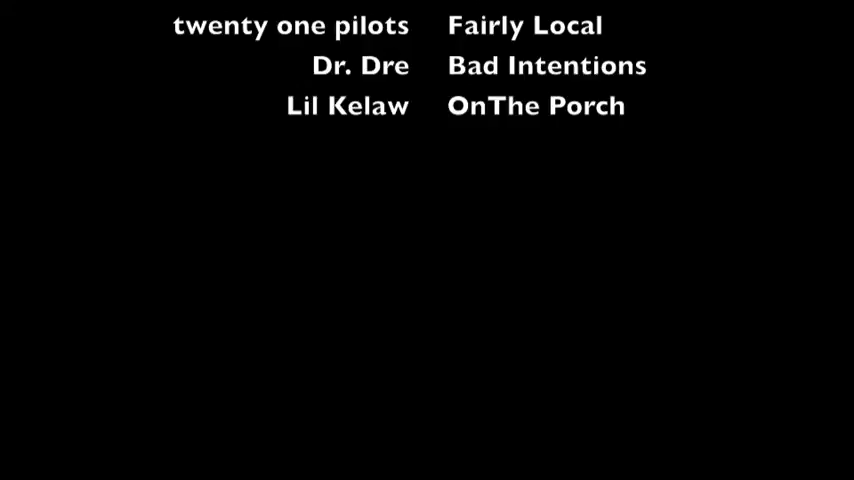 twenty one pilots Fairly Local
Dr. Dre Bad Intentions
Lil Kelaw OnThe Porch